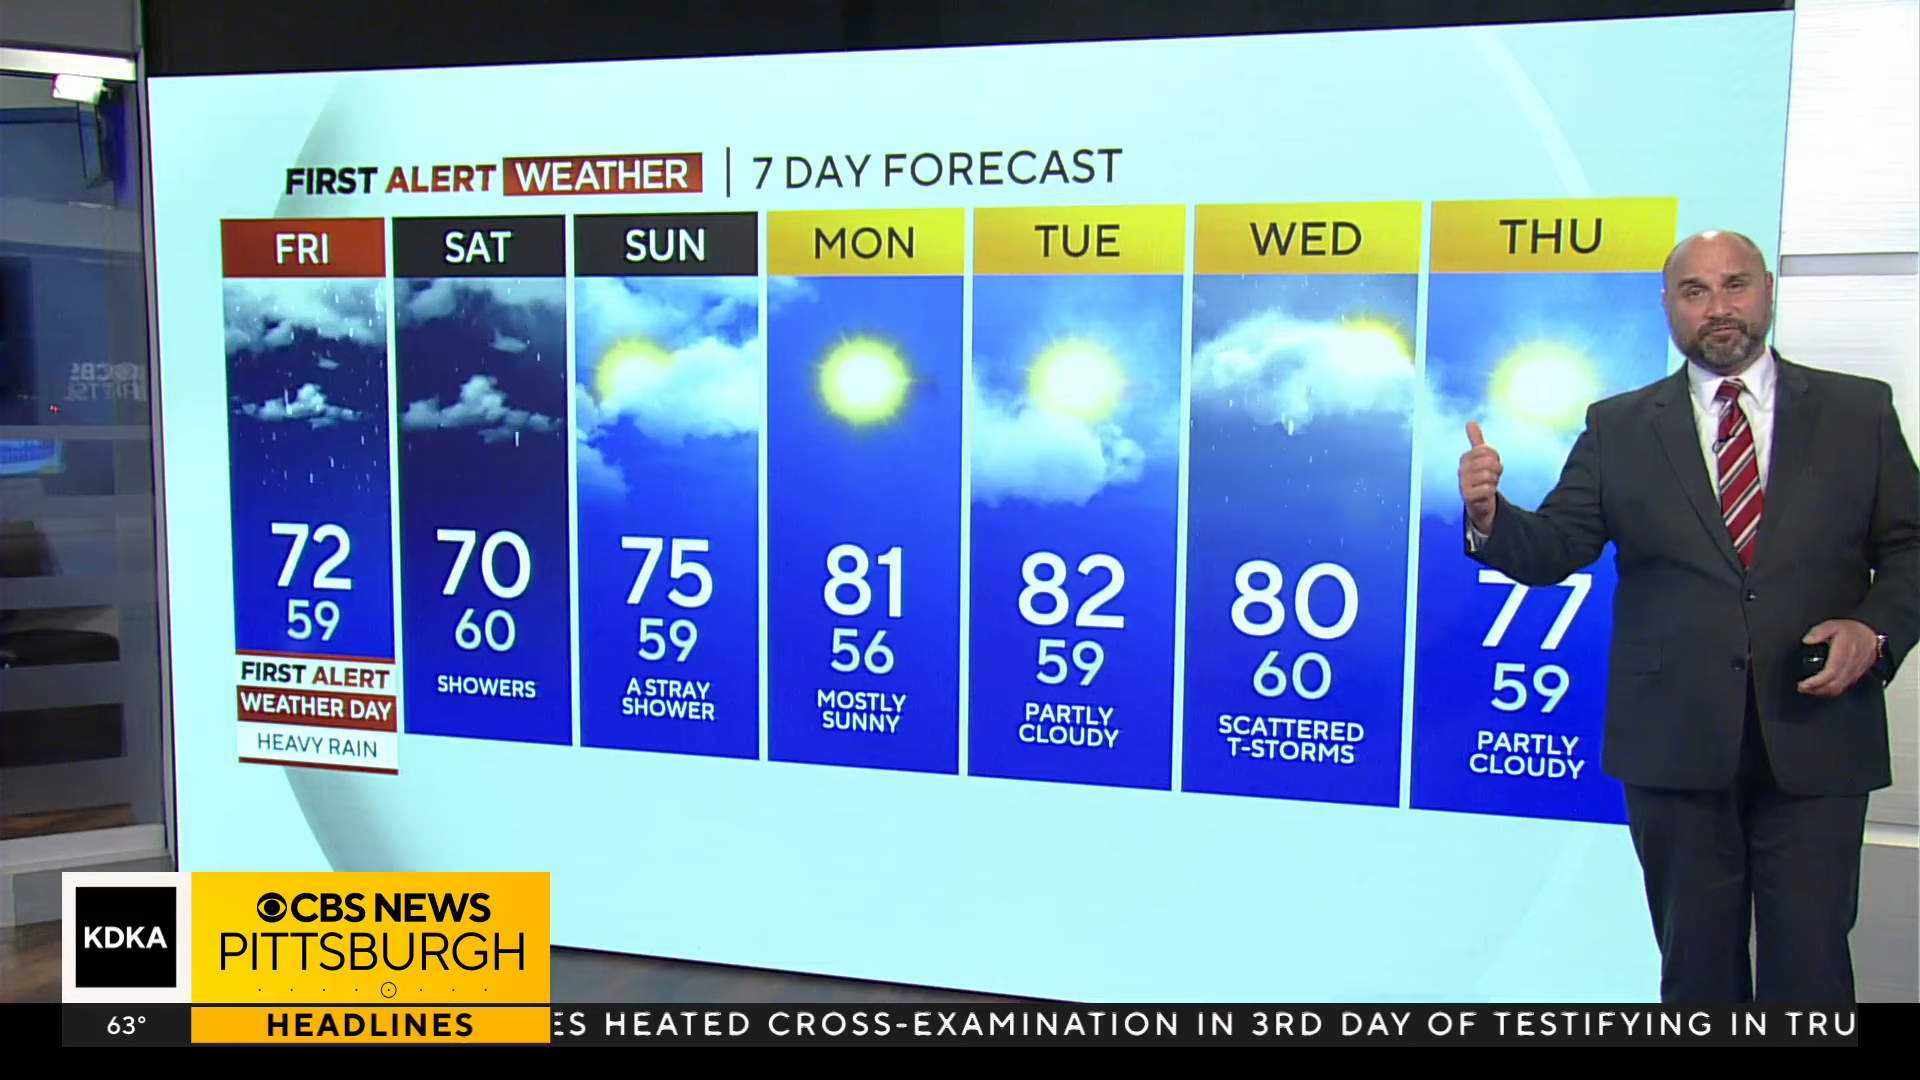 FIRST ALERT WEATHER | 7 DAY FORECAST
FRI
72
59
FIRST ALERT
WEATHER DAY
HEAVY RAIN
SAT
70
60
SHOWERS
SUN
75
59
A STRAY
SHOWER
MON
81
56
MOSTLY
SUNNY
TUE
82
59
PARTLY
CLOUDY
WED
80
60
SCATTERED
T-STORMS
THU
77
59
PARTLY
CLOUDY
KDKA
CBS NEWS
PITTSBURGH
63°
HEADLINES
ES HEATED CROSS-EXAMINATION IN 3RD DAY OF TESTIFYING IN TRU